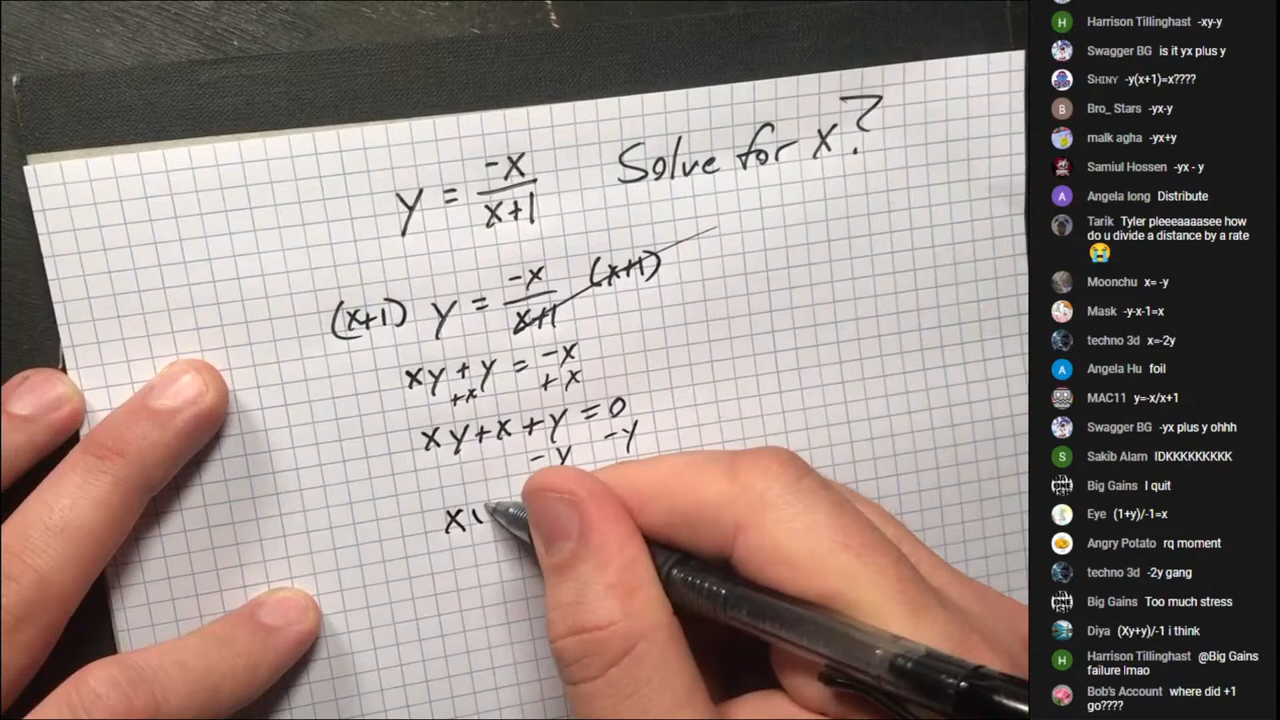 y = -x/x+1 Solve for x?
(x+1) y = -x/x+1 (x+1)
xy + y = -x
+x +x
xy + x + y = 0
-y -y
xy
Harrison Tillinghast -xy-y
Swagger BG is it yx plus y
SHINY -y(x+1)=x????
Bro_ Stars -yx-y
malk agha -yx+y
Samiul Hossen -yx - y
Angela long Distribute
Tarik Tyler pleeeaaaasee how
do u divide a distance by a rate
😭
Moonchu x= -y
Mask -y-x-1=x
techno 3d x=-2y
Angela Hu foil
MAC11 y=-x/x+1
Swagger BG -yx plus y ohhh
Sakib Alam IDKKKKKKKKK
Big Gains I quit
Eye (1+y)/-1=x
Angry Potato rq moment
techno 3d -2y gang
Big Gains Too much stress
Diya (Xy+y)/-1 i think
Harrison Tillinghast @Big Gains
failure lmao
Bob's Account where did +1
go????